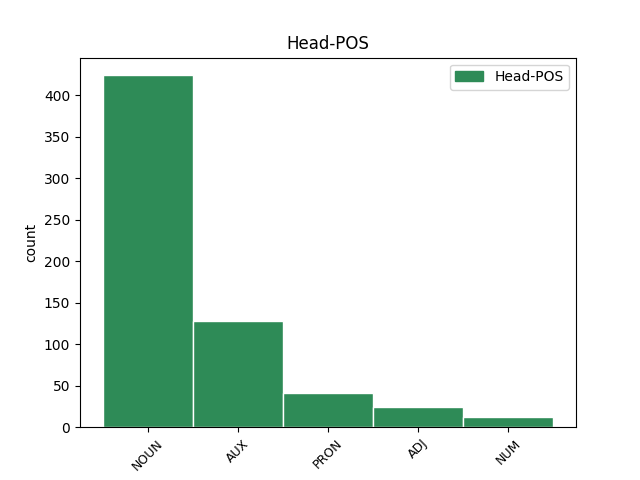 Head-POS
Head-POS
400
350
300
250
200
150
100
50
0
count
NOUN
AUX
PRON
ADJ
NUM